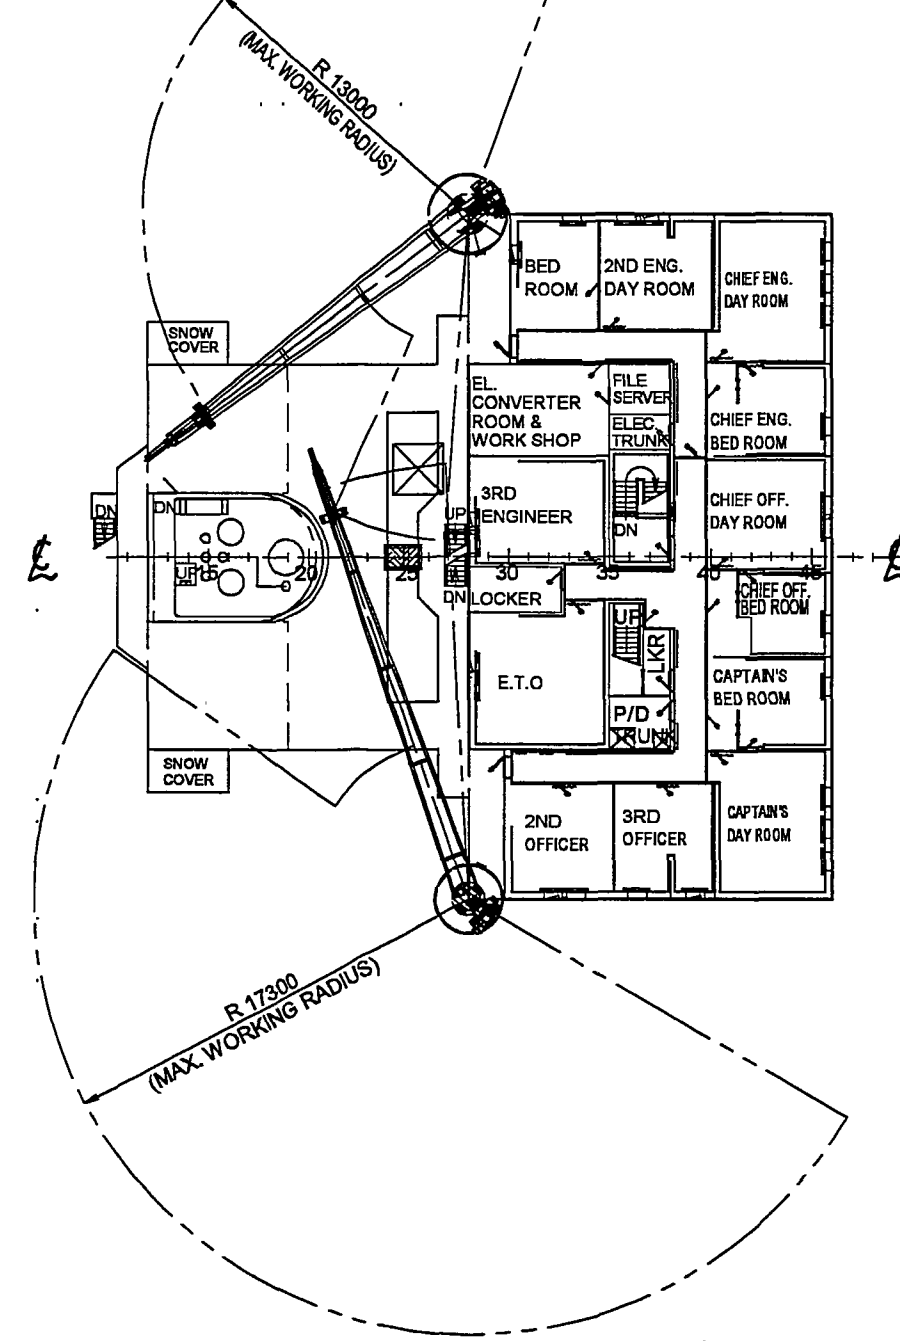 R 13000
(MAX. WORKING RADIUS)
BED
ROOM
2ND ENG.
DAY ROOM
CHIEF ENG.
DAY ROOM
SNOW
COVER
EL.
CONVERTER
ROOM &
WORK SHOP
FILE
SERVER
ELEC.
TRUNK
CHIEF ENG.
BED ROOM
3RD
ENGINEER
CHIEF OFF.
DAY ROOM
DN
DN
UP
DN
UP
15
20
25
30
35
40
45
DN
LOCKER
CHIEF OFF.
BED ROOM
UP
LKR
E.T.O
CAPTAIN'S
BED ROOM
P/D
TRUNK
SNOW
COVER
2ND
OFFICER
3RD
OFFICER
CAPTAIN'S
DAY ROOM
R 17300
(MAX. WORKING RADIUS)